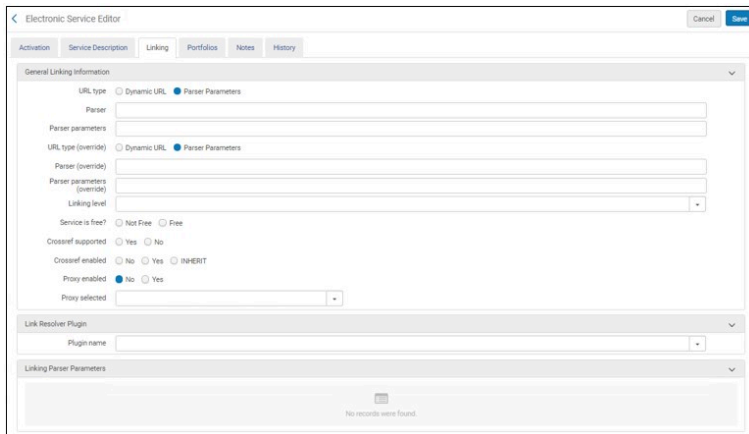 Electronic Service Editor
Cancel
Save
Activation
Service Description
Linking
Portfolios
Notes
History
General Linking Information
URL type Dynamic URL Parser Parameters
Parser
Parser parameters
URL type (override) Dynamic URL Parser Parameters
Parser (override)
Parser parameters
(override)
Linking level
Service is free? Not Free Free
Crossref supported Yes No
Crossref enabled No Yes INHERIT
Proxy enabled No Yes
Proxy selected
Link Resolver Plugin
Plugin name
Linking Parser Parameters
No records were found.